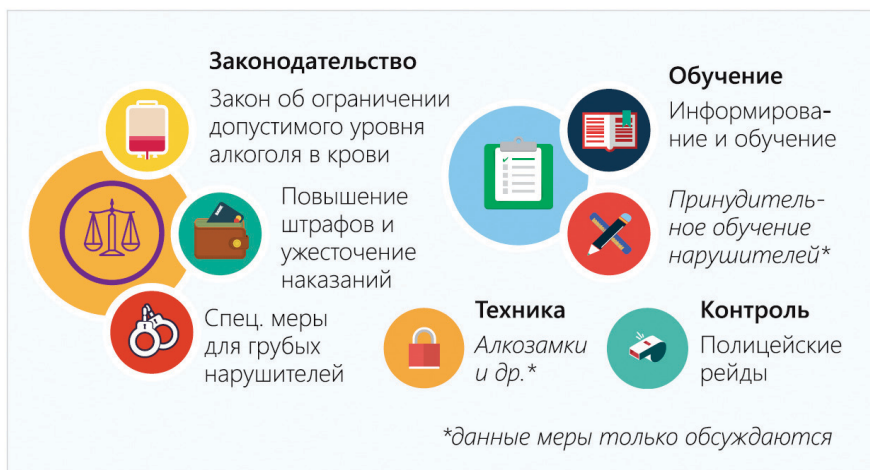 Законодательство
Закон об ограничении
допустимого уровня
алкоголя в крови
Повышение
штрафов и
ужесточение
наказаний
Спец. меры
для грубых
нарушителей
Обучение
Информирова-
ние и обучение
Принудитель-
ное обучение
нарушителей*
Техника
Алкозамки
и др.*
Контроль
Полицейские
рейды
*данные меры только обсуждаются